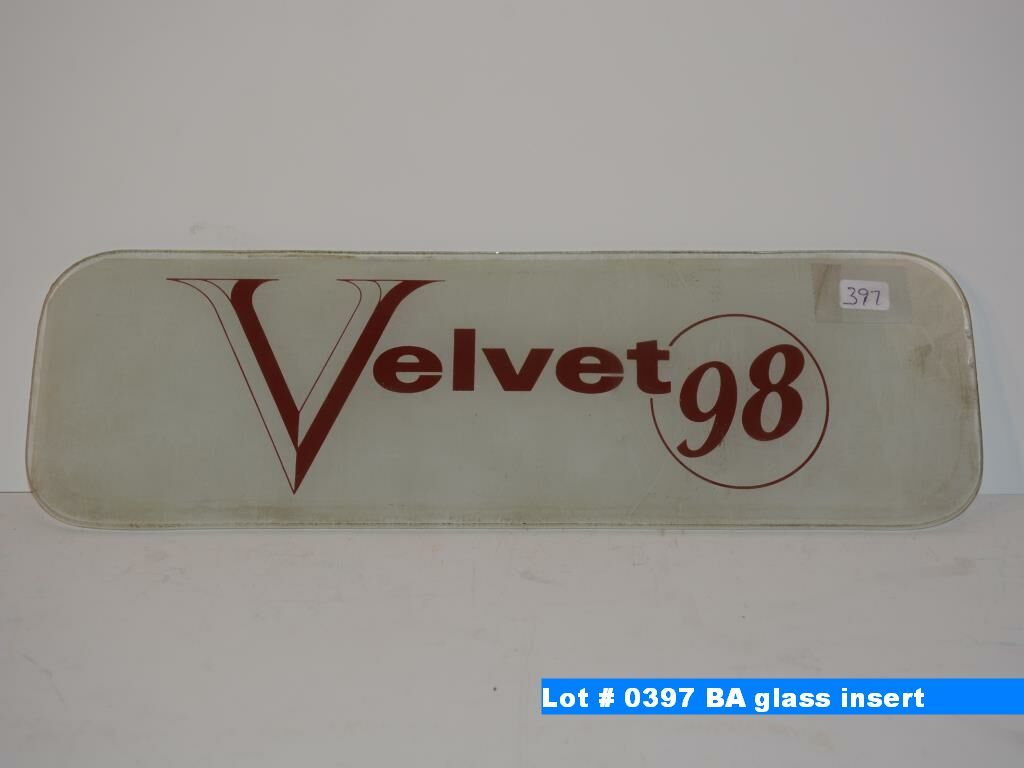 397
Velvet 98
Lot # 0397 BA glass insert